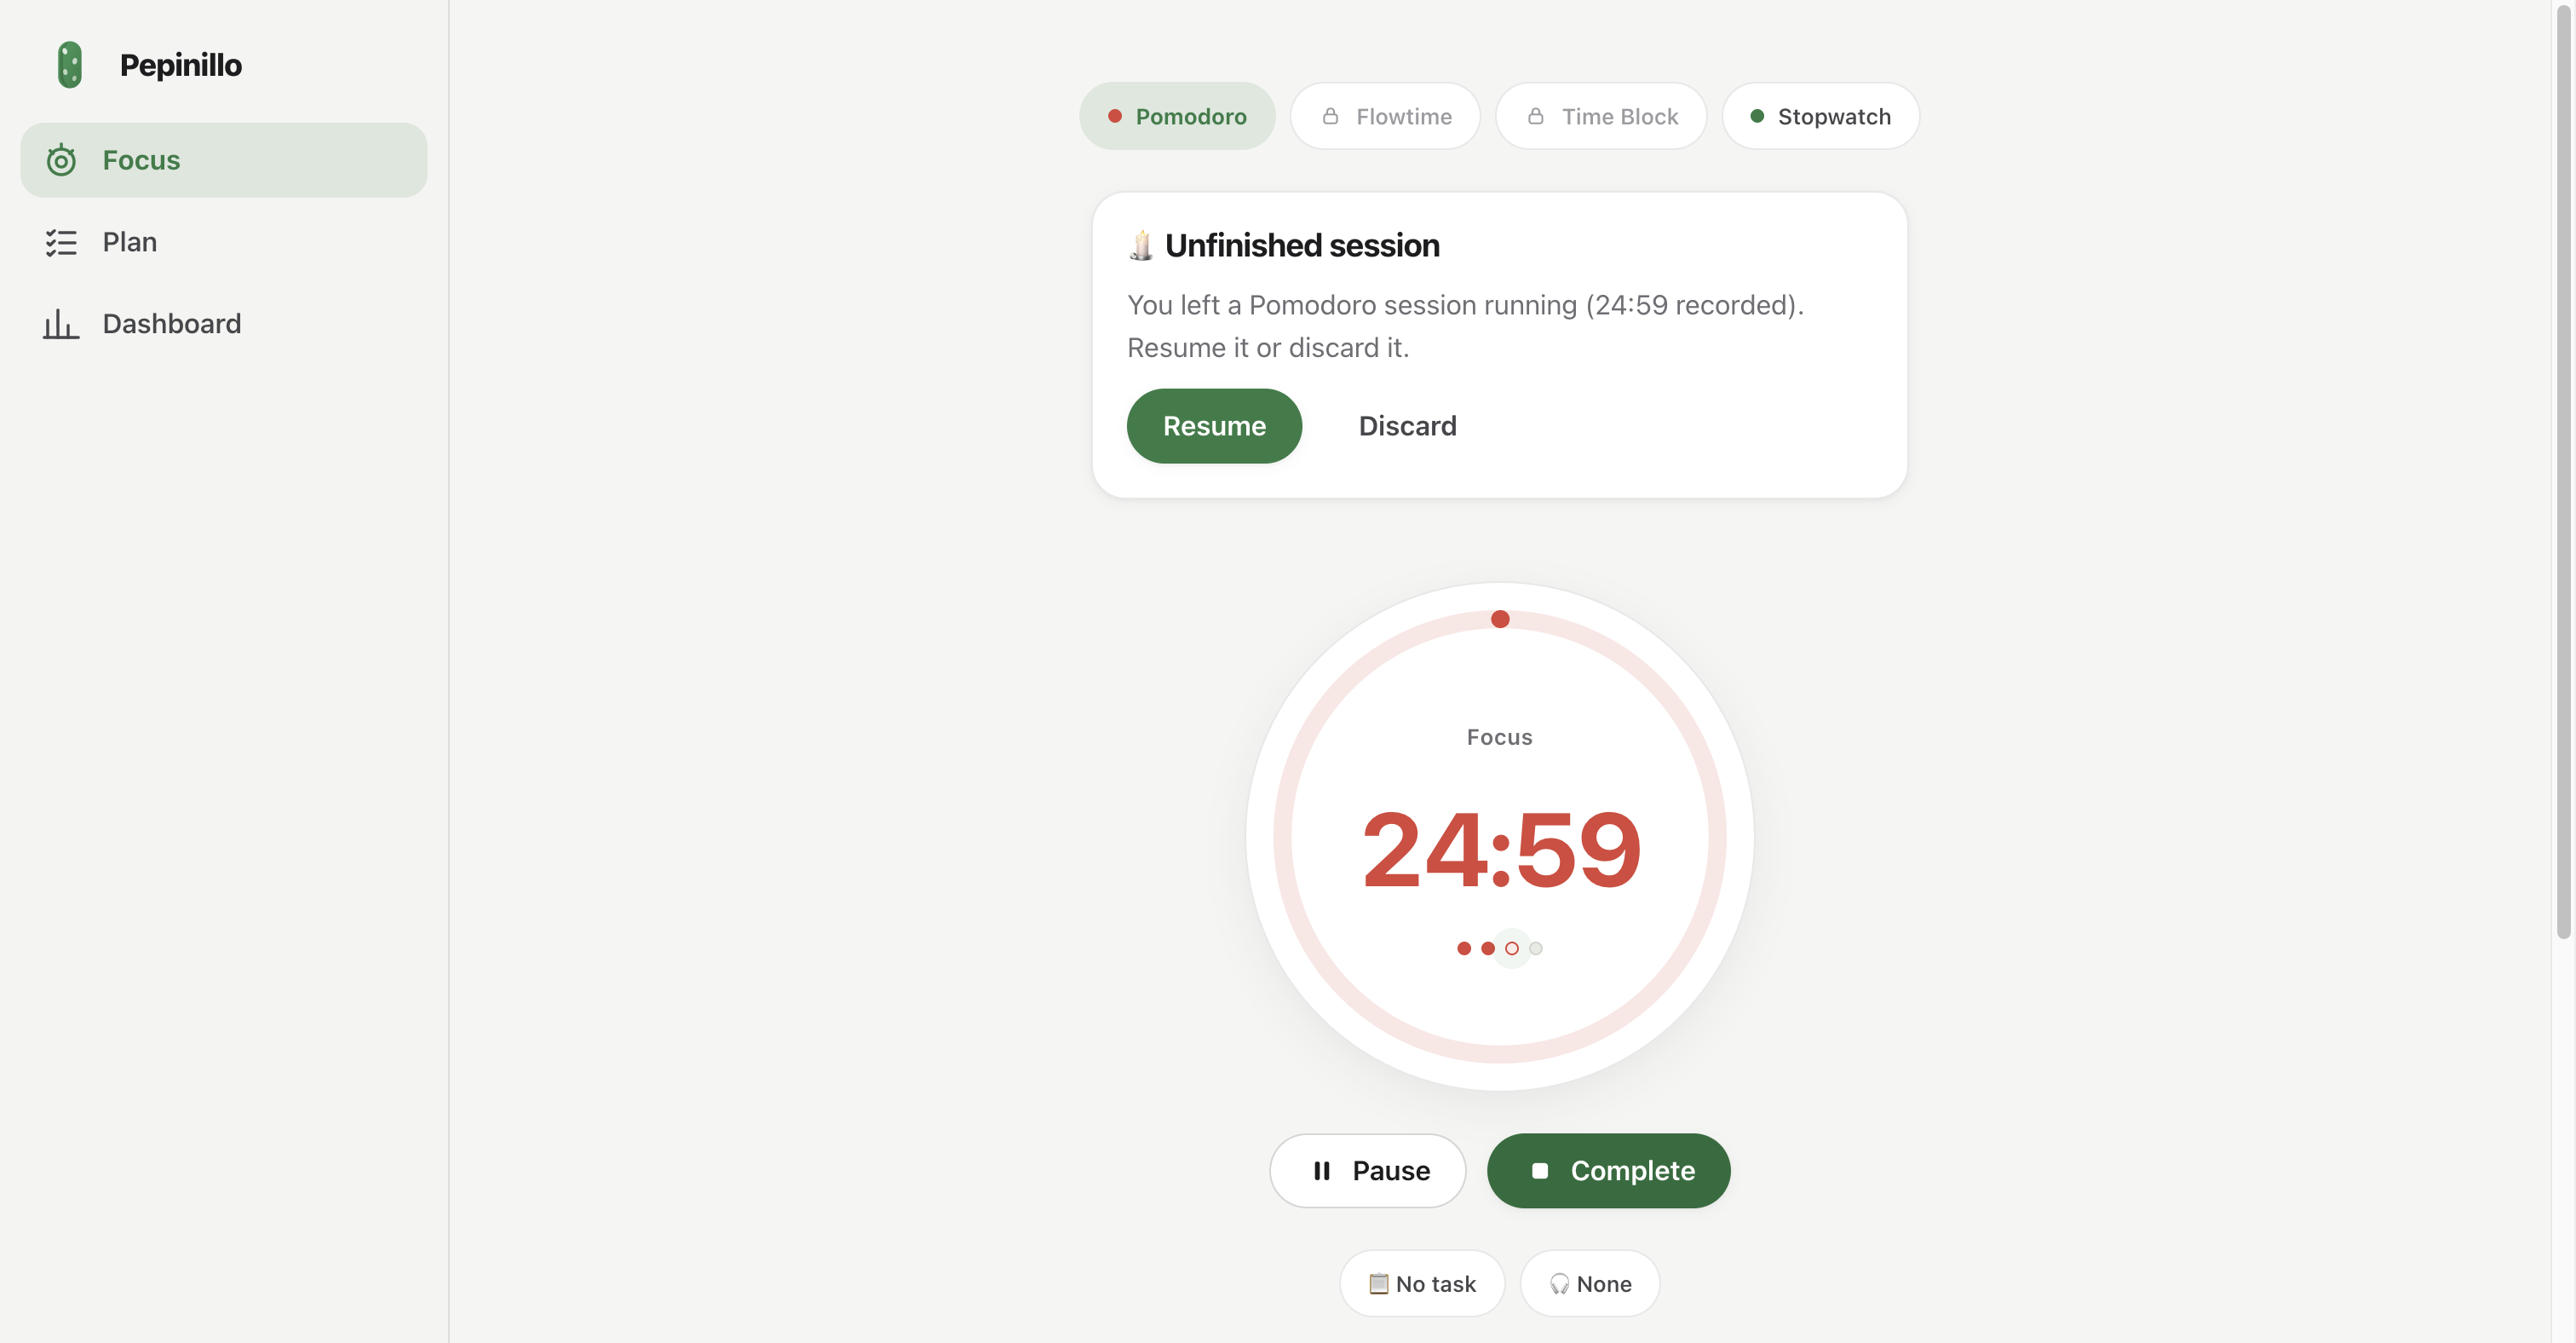 Pepinillo
Focus
Plan
Dashboard
Pomodoro
Flowtime
Time Block
Stopwatch
Unfinished session
You left a Pomodoro session running (24:59 recorded).
Resume it or discard it.
Resume
Discard
Focus
24:59
Pause
Complete
No task
None